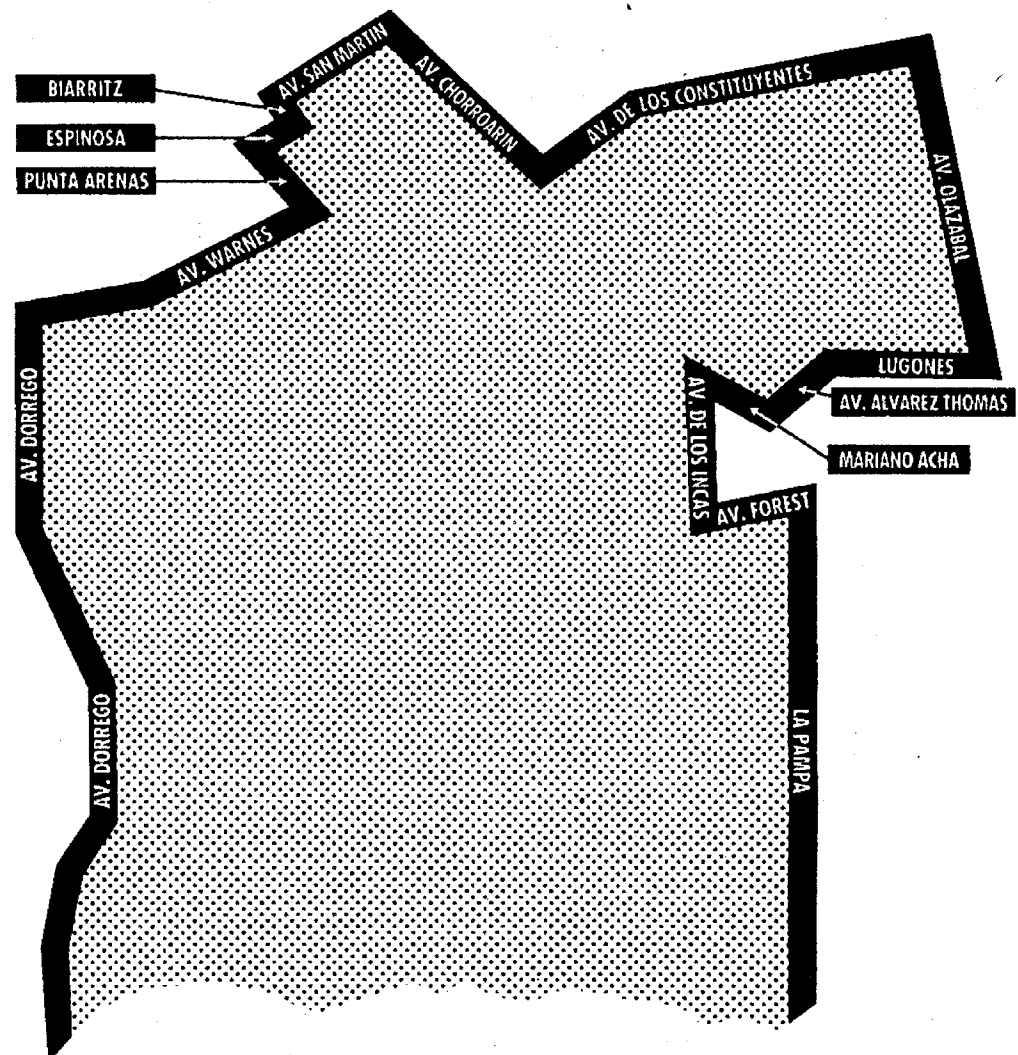 AV. SAN MARTIN
BIARRITZ
AV. CHORROARIN
AV. DE LOS CONSTITUYENTES
ESPINOSA
PUNTA ARENAS
AV. OLAZABAL
AV. WARNES
LUGONES
AV. DORREGO
AV. DE LOS INCAS
AV. ALVAREZ THOMAS
MARIANO ACHA
AV. FOREST
AV. DORREGO
LA PAMPA